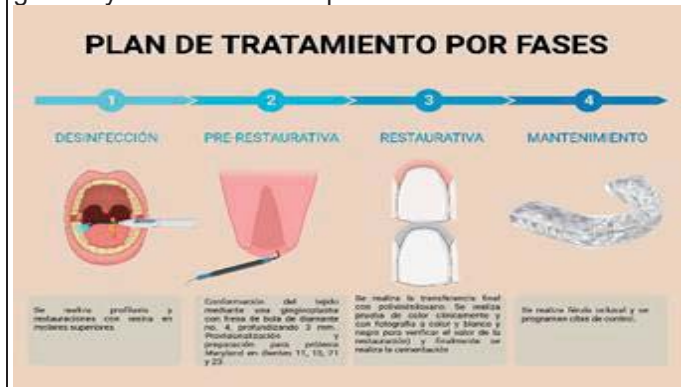 PLAN DE TRATAMIENTO POR FASES
1
2
3
4
DESINFECCIÓN
PRE-RESTAURATIVA
RESTAURATIVA
MANTENIMIENTO
Se realiza profilaxis y
restauraciones con resina en
molares superiores
Conformación del tejido
mediante una gingivoplastia
con fresa de bola de diamante
no. 4, profundizando 3 mm.
Provisionalización y
preparación para prótesis
Maryland en dientes 11, 13, 21
y 23
Se realiza la transferencia final
con polivinilsiloxano. Se realiza
prueba de color clínicamente y
con fotografía a color y blanco y
negro para verificar el valor de la
restauración) y finalmente se
realiza la cementación
Se realiza férula oclusal y se
programen citas de control.